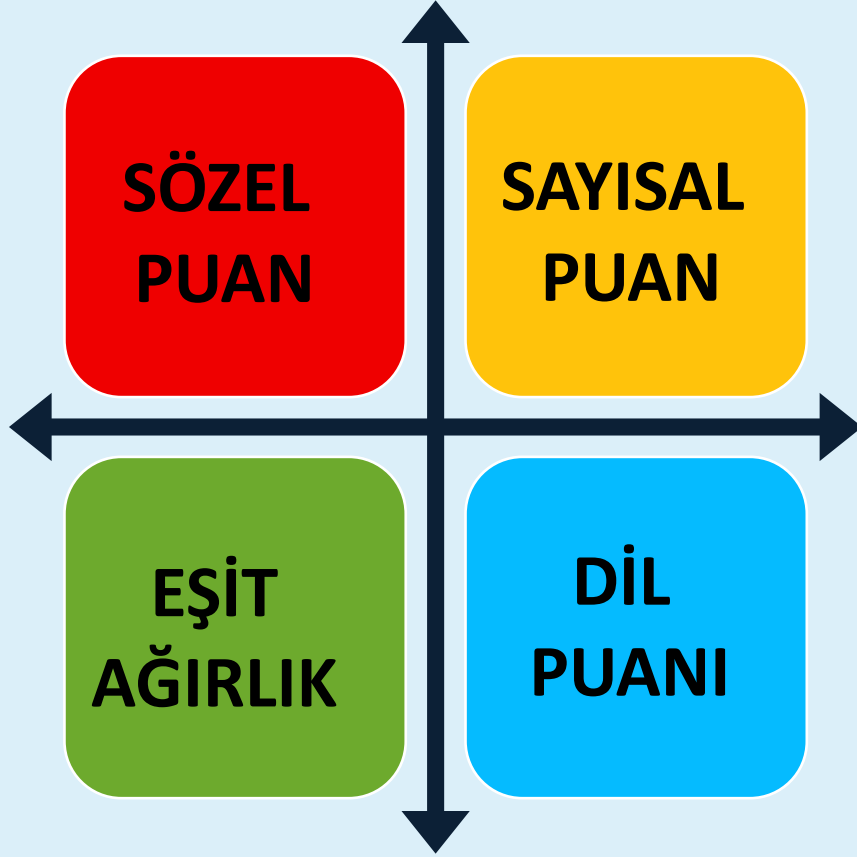 SÖZEL
PUAN
SAYISAL
PUAN
EŞİT
AĞIRLIK
DİL
PUANI